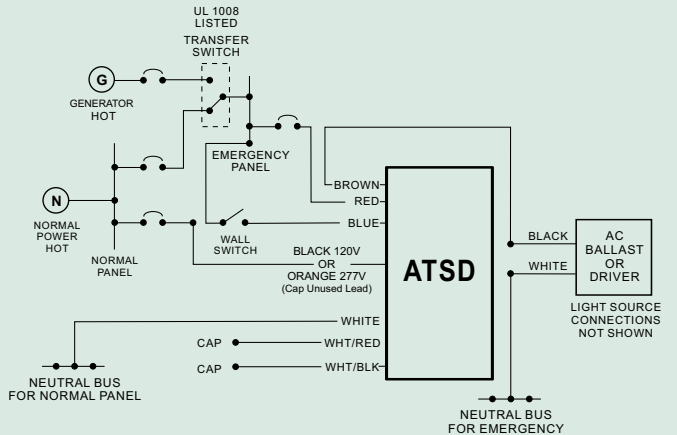 UL 1008
LISTED
TRANSFER
SWITCH
G
GENERATOR
HOT
EMERGENCY
PANEL
N
NORMAL
POWER
HOT
NORMAL
PANEL
WALL
SWITCH
BROWN
RED
BLUE
BLACK 120V
OR
ORANGE 277V
(Cap Unused Lead)
ATSD
WHITE
CAP
WHT/RED
CAP
WHT/BLK
NEUTRAL BUS
FOR NORMAL PANEL
BLACK
WHITE
AC
BALLAST
OR
DRIVER
LIGHT SOURCE
CONNECTIONS
NOT SHOWN
NEUTRAL BUS
FOR EMERGENCY